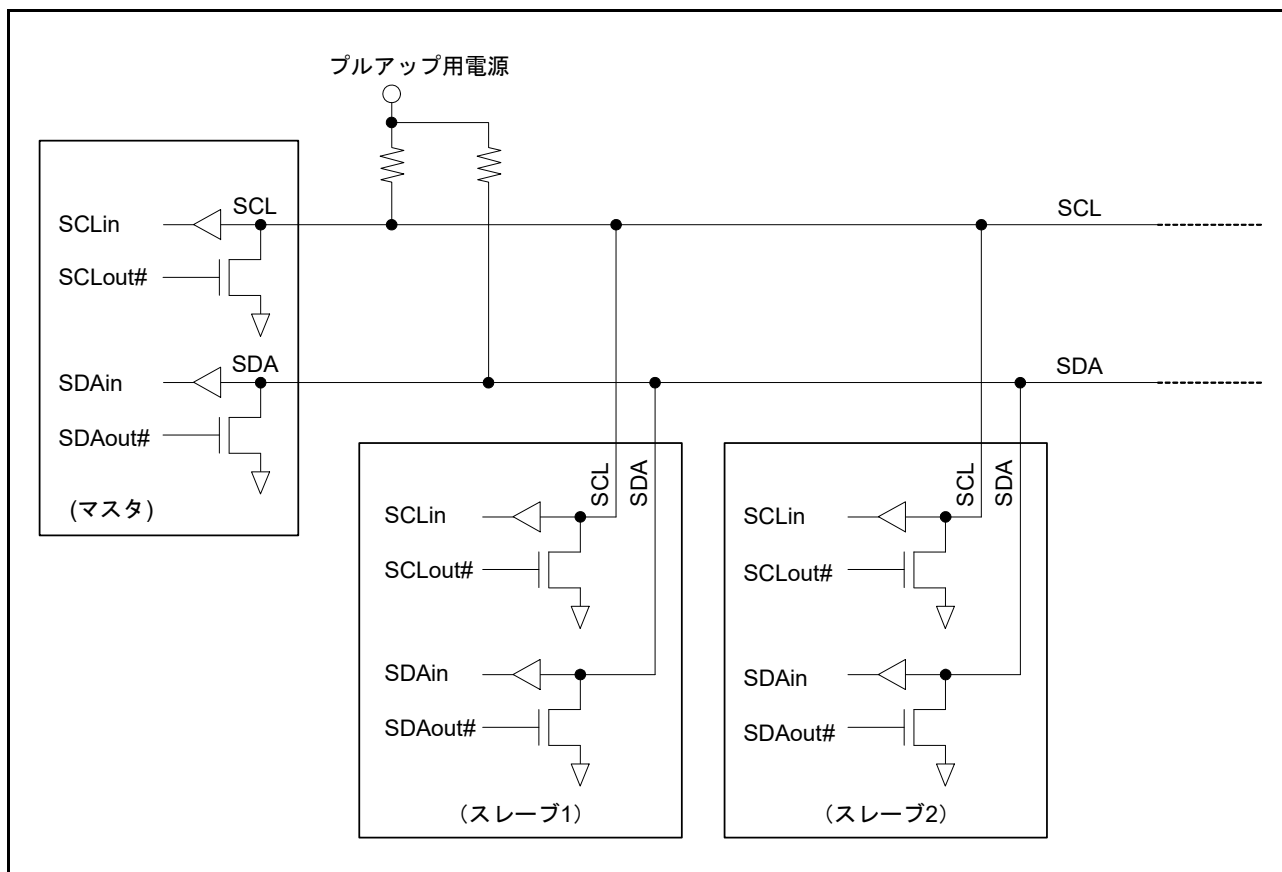 プルアップ用電源
SCLin
SCL
SCL
SCLout#
SDAin
SDA
SDA
SDAout#
(マスタ)
SCL
SDA
SCLin
SCLout#
SDAin
SDAout#
（スレーブ1）
SCL
SDA
SCLin
SCLout#
SDAin
SDAout#
（スレーブ2）